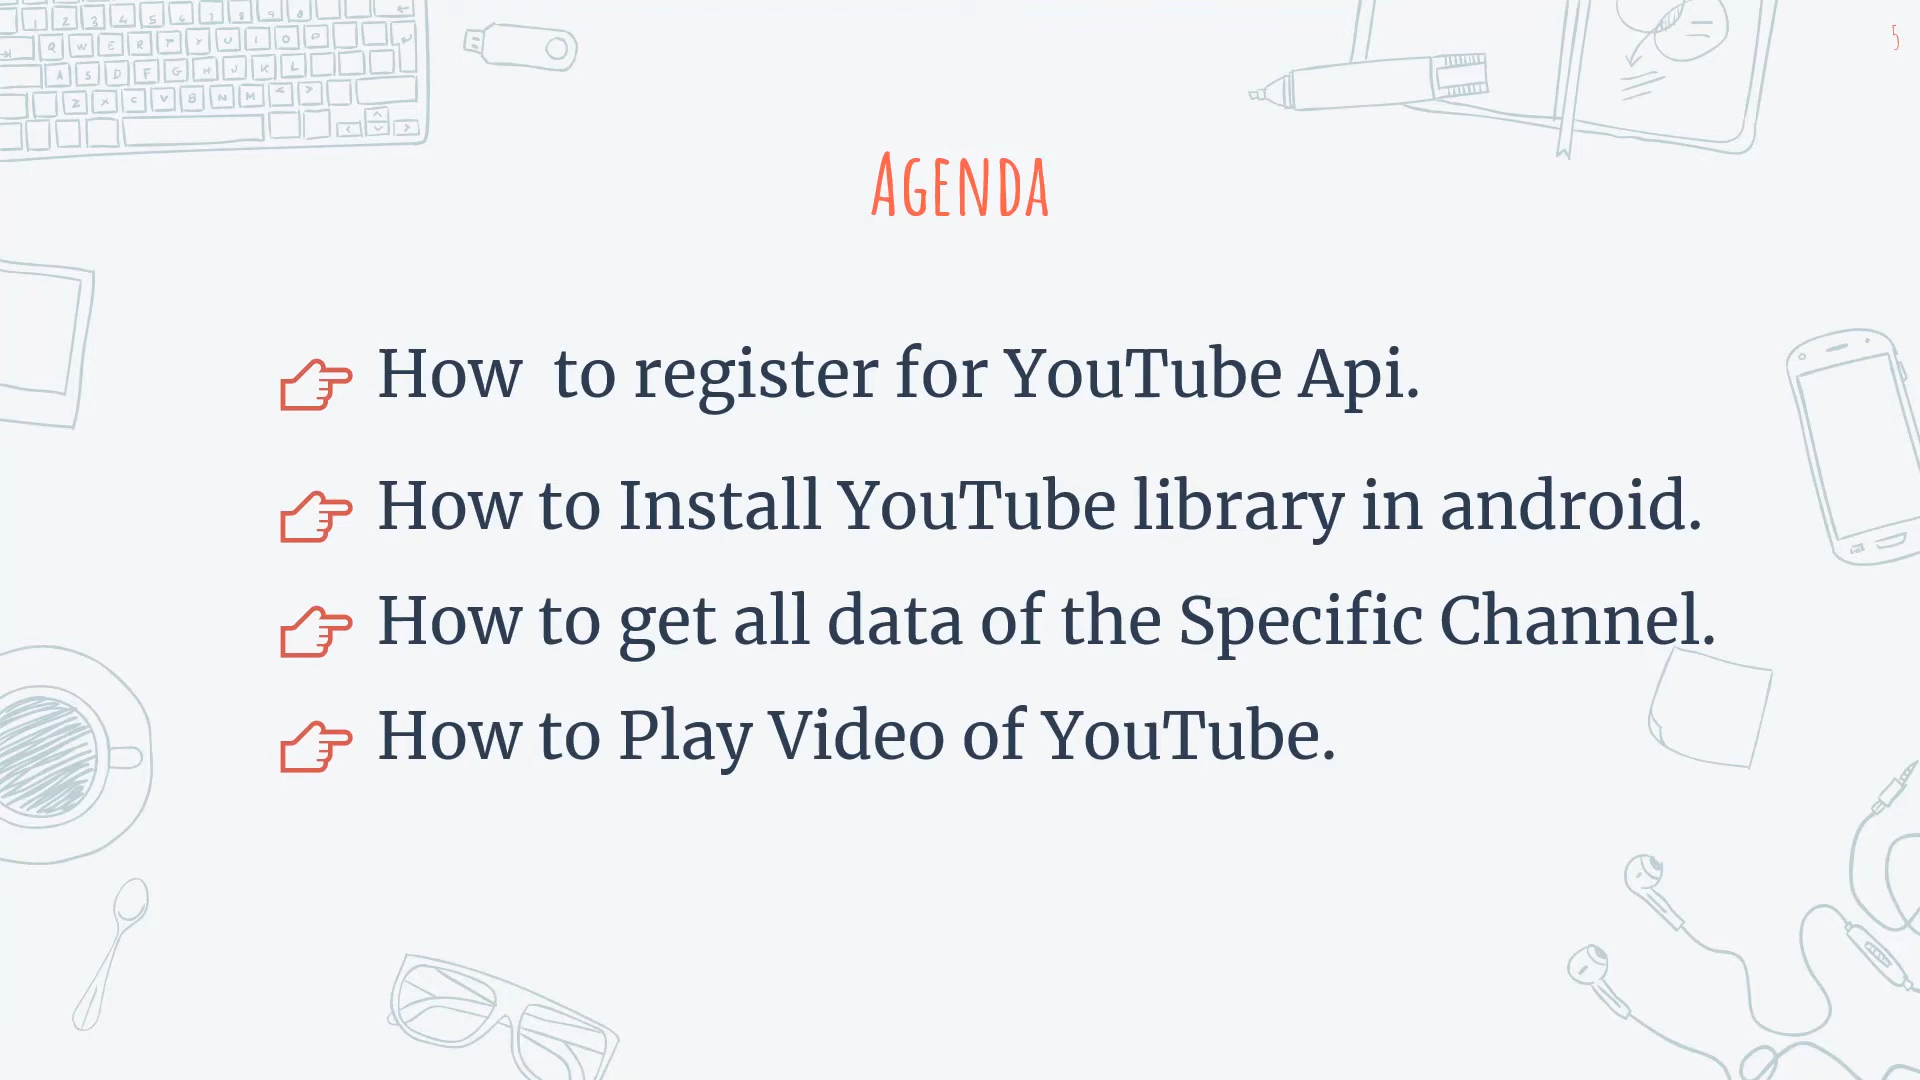 5
Agenda
How  to register for YouTube Api.
How to Install YouTube library in android.
How to get all data of the Specific Channel.
How to Play Video of YouTube.